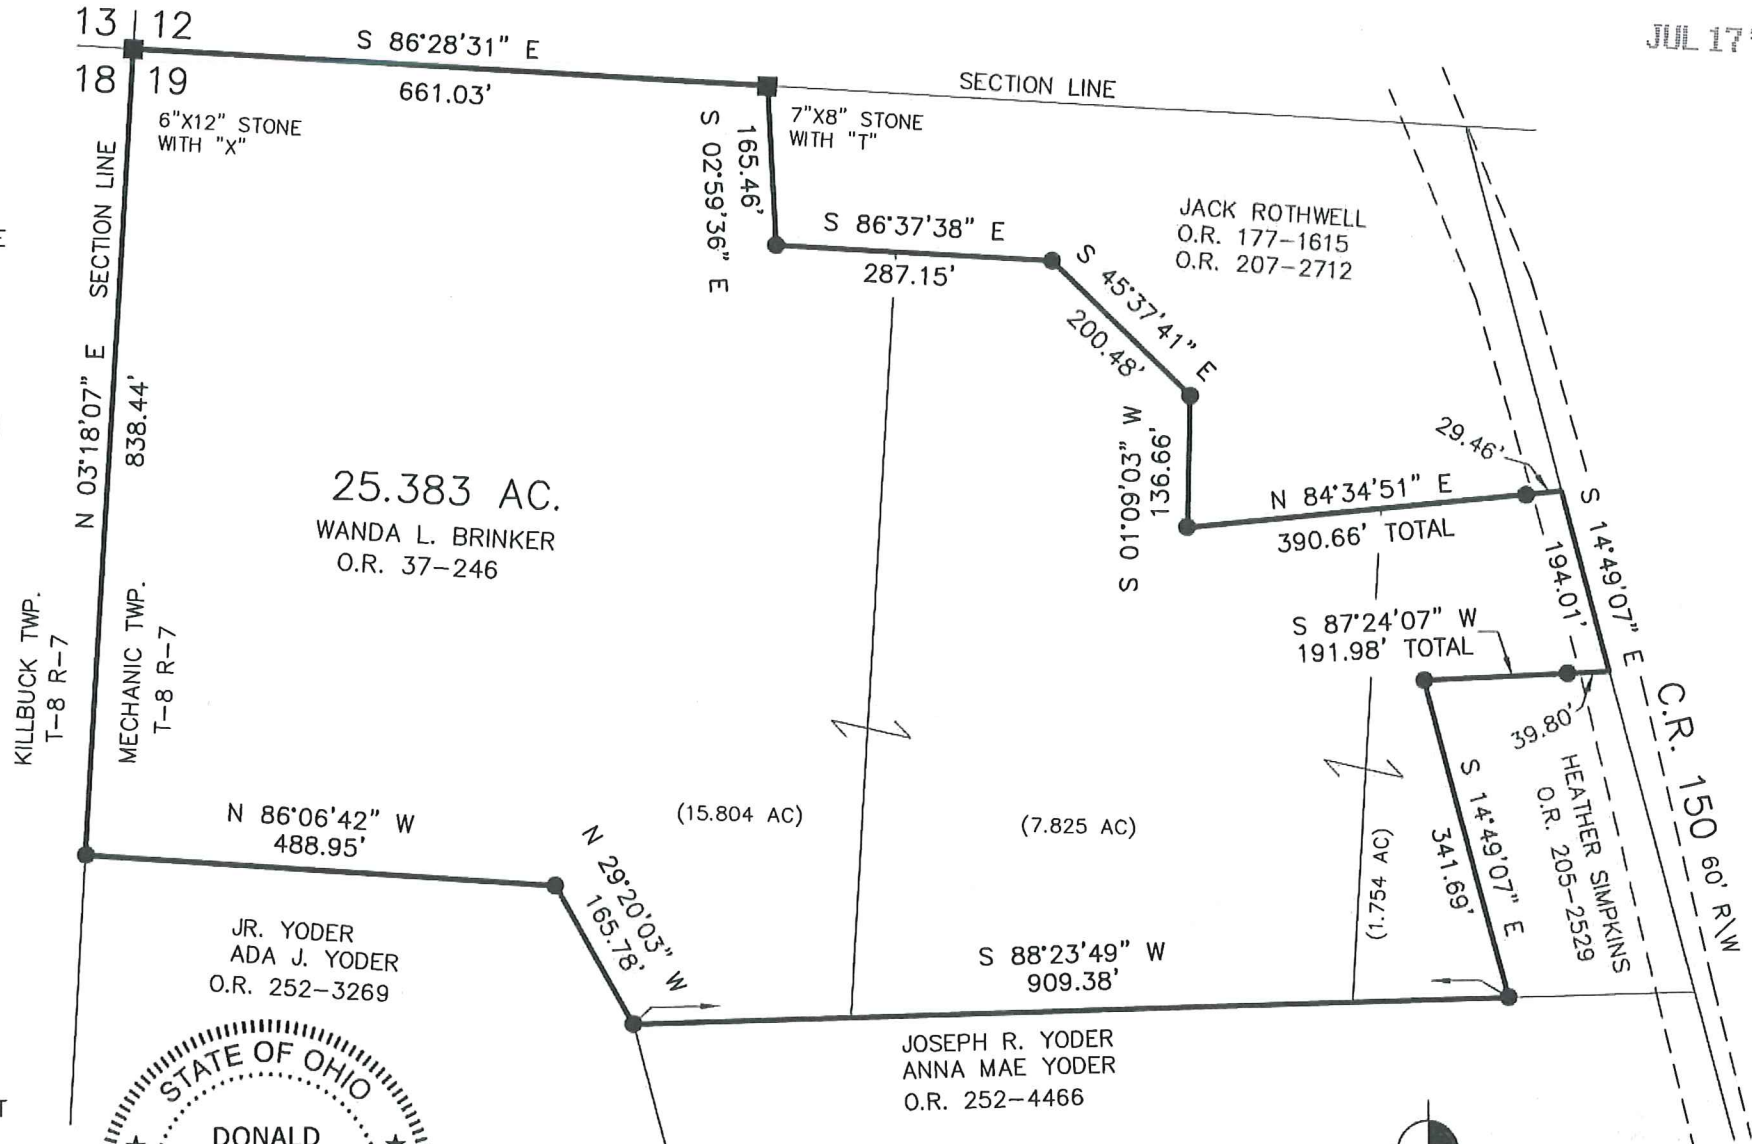 13 12
18 19
JUL 17
S 86°28'31" E
661.03'
SECTION LINE
6"X12" STONE
WITH "X"
7"X8" STONE
WITH "T"
165.46'
S 02°59'36" E
S 86°37'38" E
287.15'
JACK ROTHWELL
O.R. 177-1615
O.R. 207-2712
S 45°37'41" E
200.48'
SECTION LINE
N 03°18'07" E
838.44'
S 01°09'03" W
136.66'
29.46'
N 84°34'51" E
390.66' TOTAL
25.383 AC.
WANDA L. BRINKER
O.R. 37-246
S 14°49'07" E
194.01'
S 87°24'07" W
191.98' TOTAL
KILLBUCK TWP.
T-8 R-7
MECHANIC TWP.
T-8 R-7
39.80'
C.R. 150 60' R\W
HEATHER SIMPKINS
O.R. 205-2529
S 14°49'07" E
341.69'
N 86°06'42" W
488.95'
(15.804 AC)
(7.825 AC)
(1.754 AC)
N 29°20'03" W
165.78'
S 88°23'49" W
909.38'
JR. YODER
ADA J. YODER
O.R. 252-3269
JOSEPH R. YODER
ANNA MAE YODER
O.R. 252-4466
STATE OF OHIO
DONALD